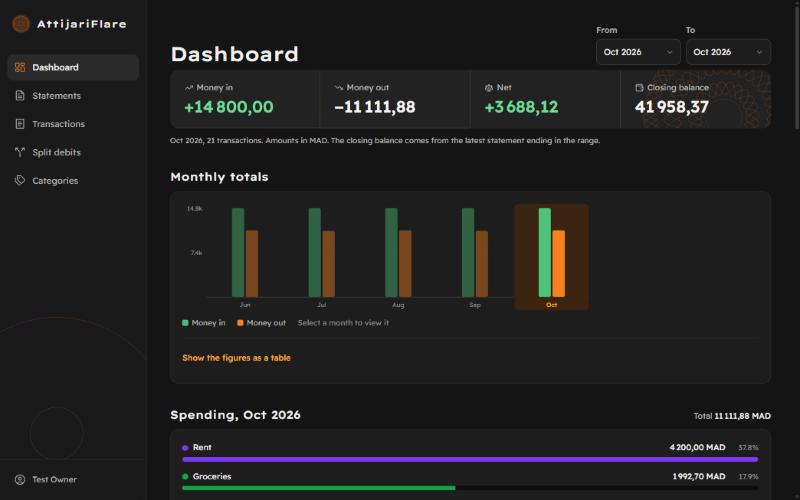 AttijariFlare
Dashboard
Statements
Transactions
Split debits
Categories
Test Owner
Dashboard
From
To
Oct 2026
Oct 2026
Money in
+14 800,00
Money out
−11 111,88
Net
+3 688,12
Closing balance
41 958,37
Oct 2026, 21 transactions. Amounts in MAD. The closing balance comes from the latest statement ending in the range.
Monthly totals
14.8k
7.4k
Jun
Jul
Aug
Sep
Oct
Money in
Money out
Select a month to view it
Show the figures as a table
Spending, Oct 2026
Total 11 111,88 MAD
Rent
4 200,00 MAD
37.8%
Groceries
1 992,70 MAD
17.9%